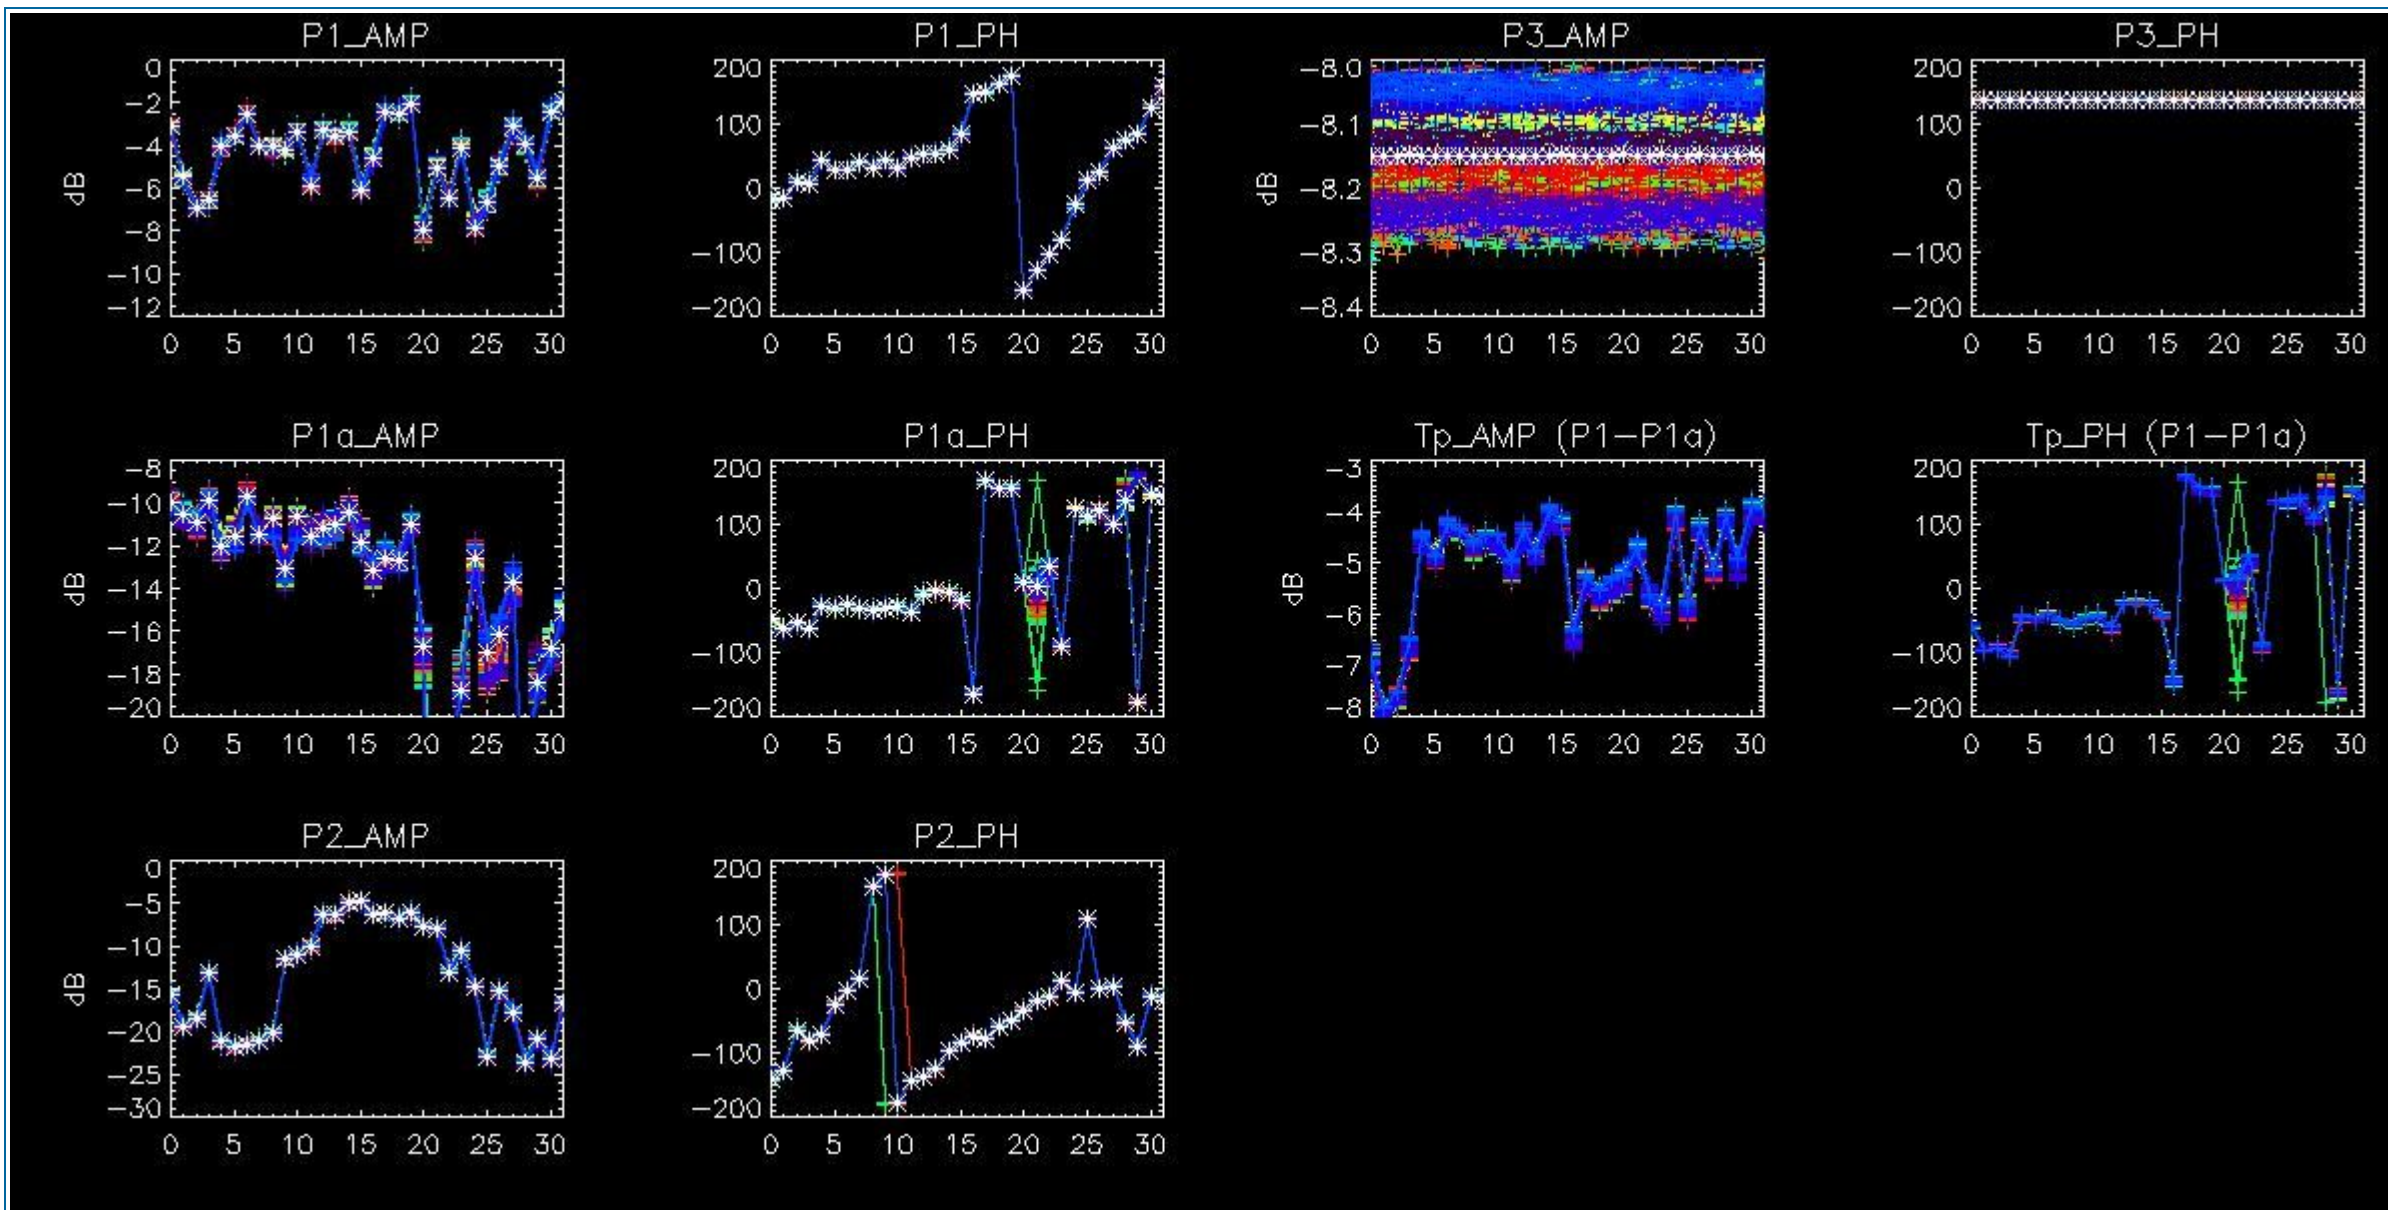 P1_AMP P1_PH P3_AMP P3_PH
0 200 -8.0 200
-2
100 -8.1 100
-4
dB -6 0 dB -8.2 0
-8
-100 -8.3 -100
-10
-12 -200 -8.4 -200
0 5 10 15 20 25 30 0 5 10 15 20 25 30 0 5 10 15 20 25 30 0 5 10 15 20 25 30
P1a_AMP P1a_PH Tp_AMP (P1-P1a) Tp_PH (P1-P1a)
-8 200 -3 200
-10
-4 100
100
-12
dB -14 0 dB -5 0
-16 -6
-100 -100
-18 -7
-20 -200 -8 -200
0 5 10 15 20 25 30 0 5 10 15 20 25 30 0 5 10 15 20 25 30 0 5 10 15 20 25 30
P2_AMP P2_PH
0 200
-5
100
-10
dB -15 0
-20
-100
-25
-30 -200
0 5 10 15 20 25 30 0 5 10 15 20 25 30